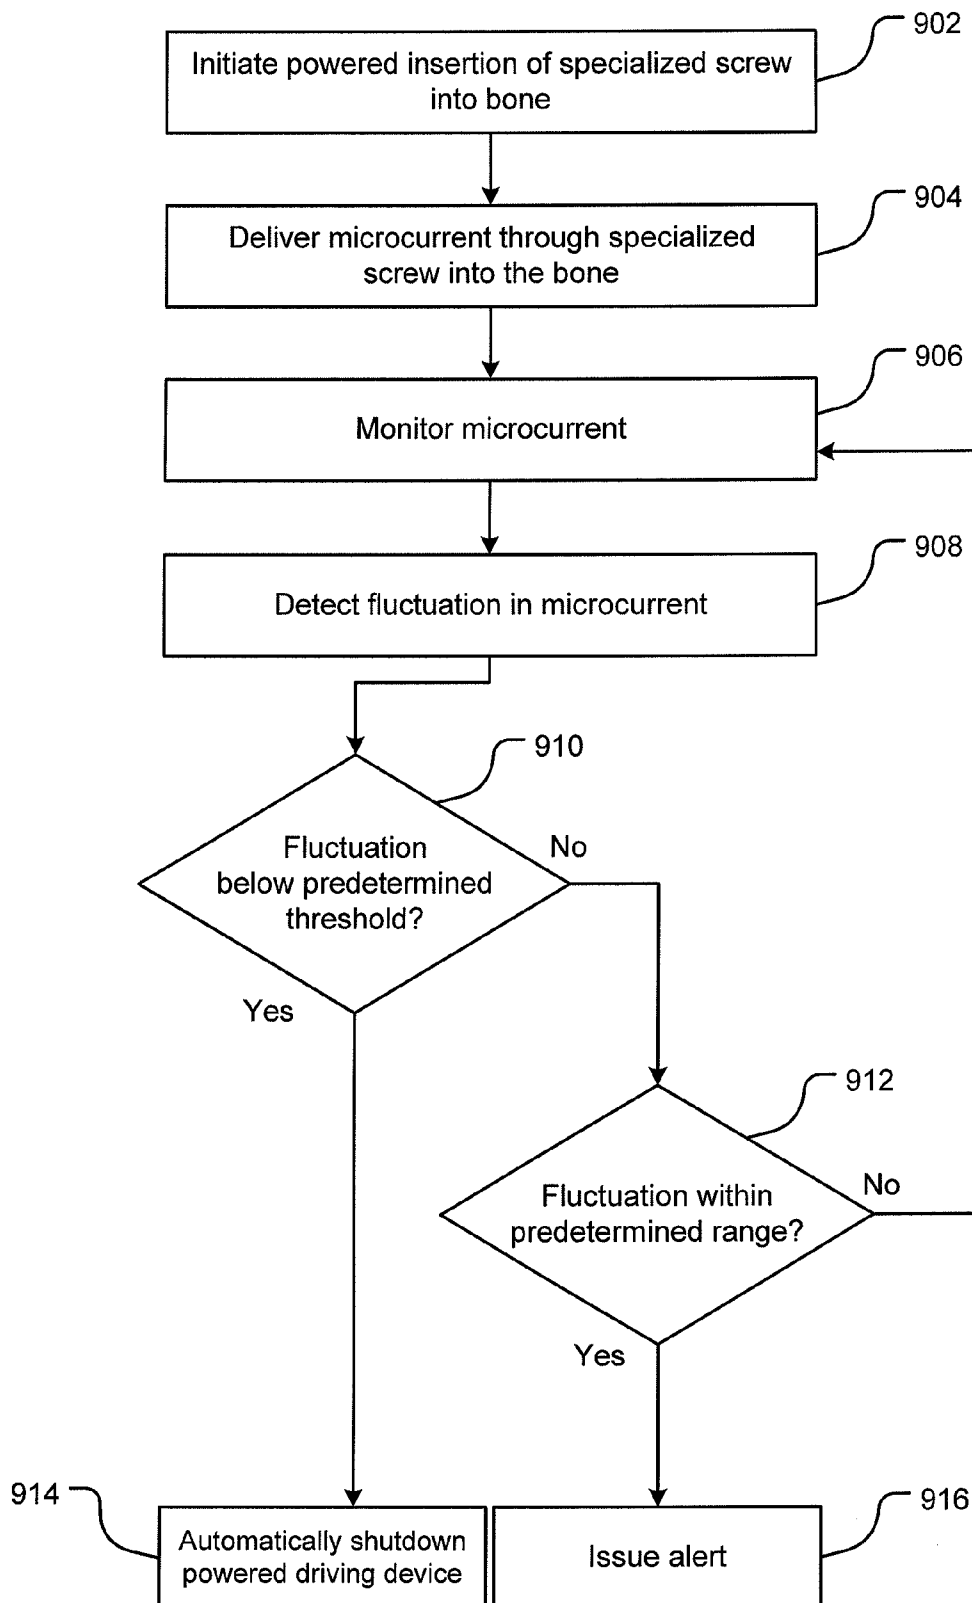 902
Initiate powered insertion of specialized screw
into bone
904
Deliver microcurrent through specialized
screw into the bone
906
Monitor microcurrent
908
Detect fluctuation in microcurrent
910
Fluctuation
below predetermined
threshold?
No
Yes
912
Fluctuation within
predetermined range?
No
Yes
914
Automatically shutdown
powered driving device
916
Issue alert